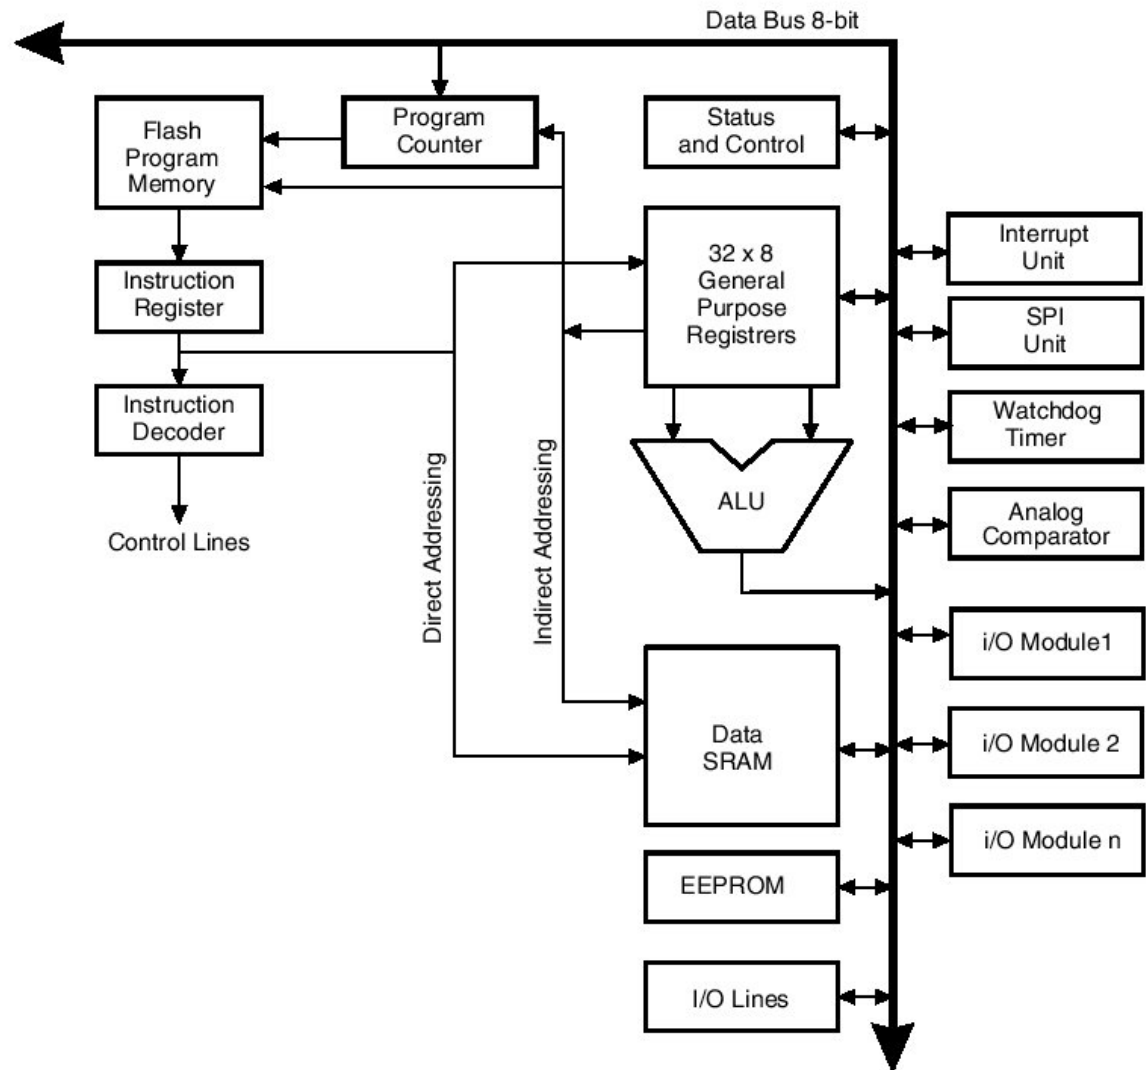 Data Bus 8-bit
Flash
Program
Memory
Program
Counter
Status
and Control
Instruction
Register
32 x 8
General
Purpose
Registrers
Interrupt
Unit
SPI
Unit
Instruction
Decoder
Watchdog
Timer
Control Lines
Direct Addressing
Indirect Addressing
ALU
Analog
Comparator
i/O Module1
Data
SRAM
i/O Module 2
i/O Module n
EEPROM
I/O Lines